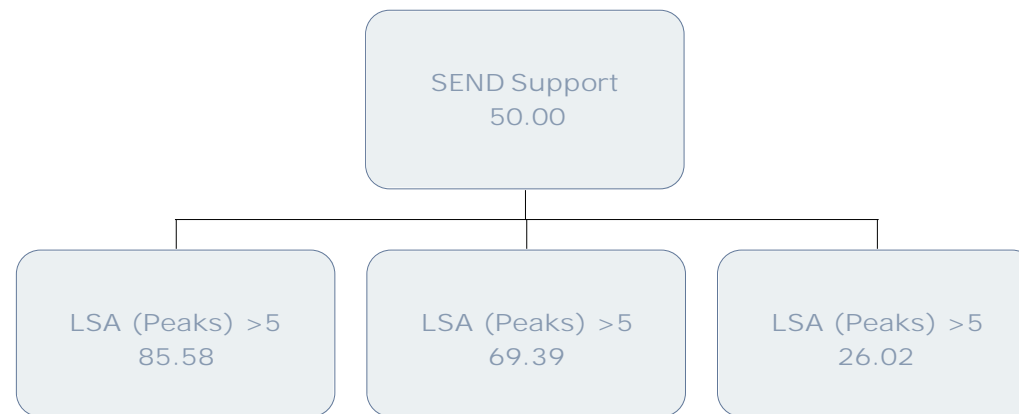 SEND Support
50.00
LSA (Peaks) >5
85.58
LSA (Peaks) >5
69.39
LSA (Peaks) >5
26.02